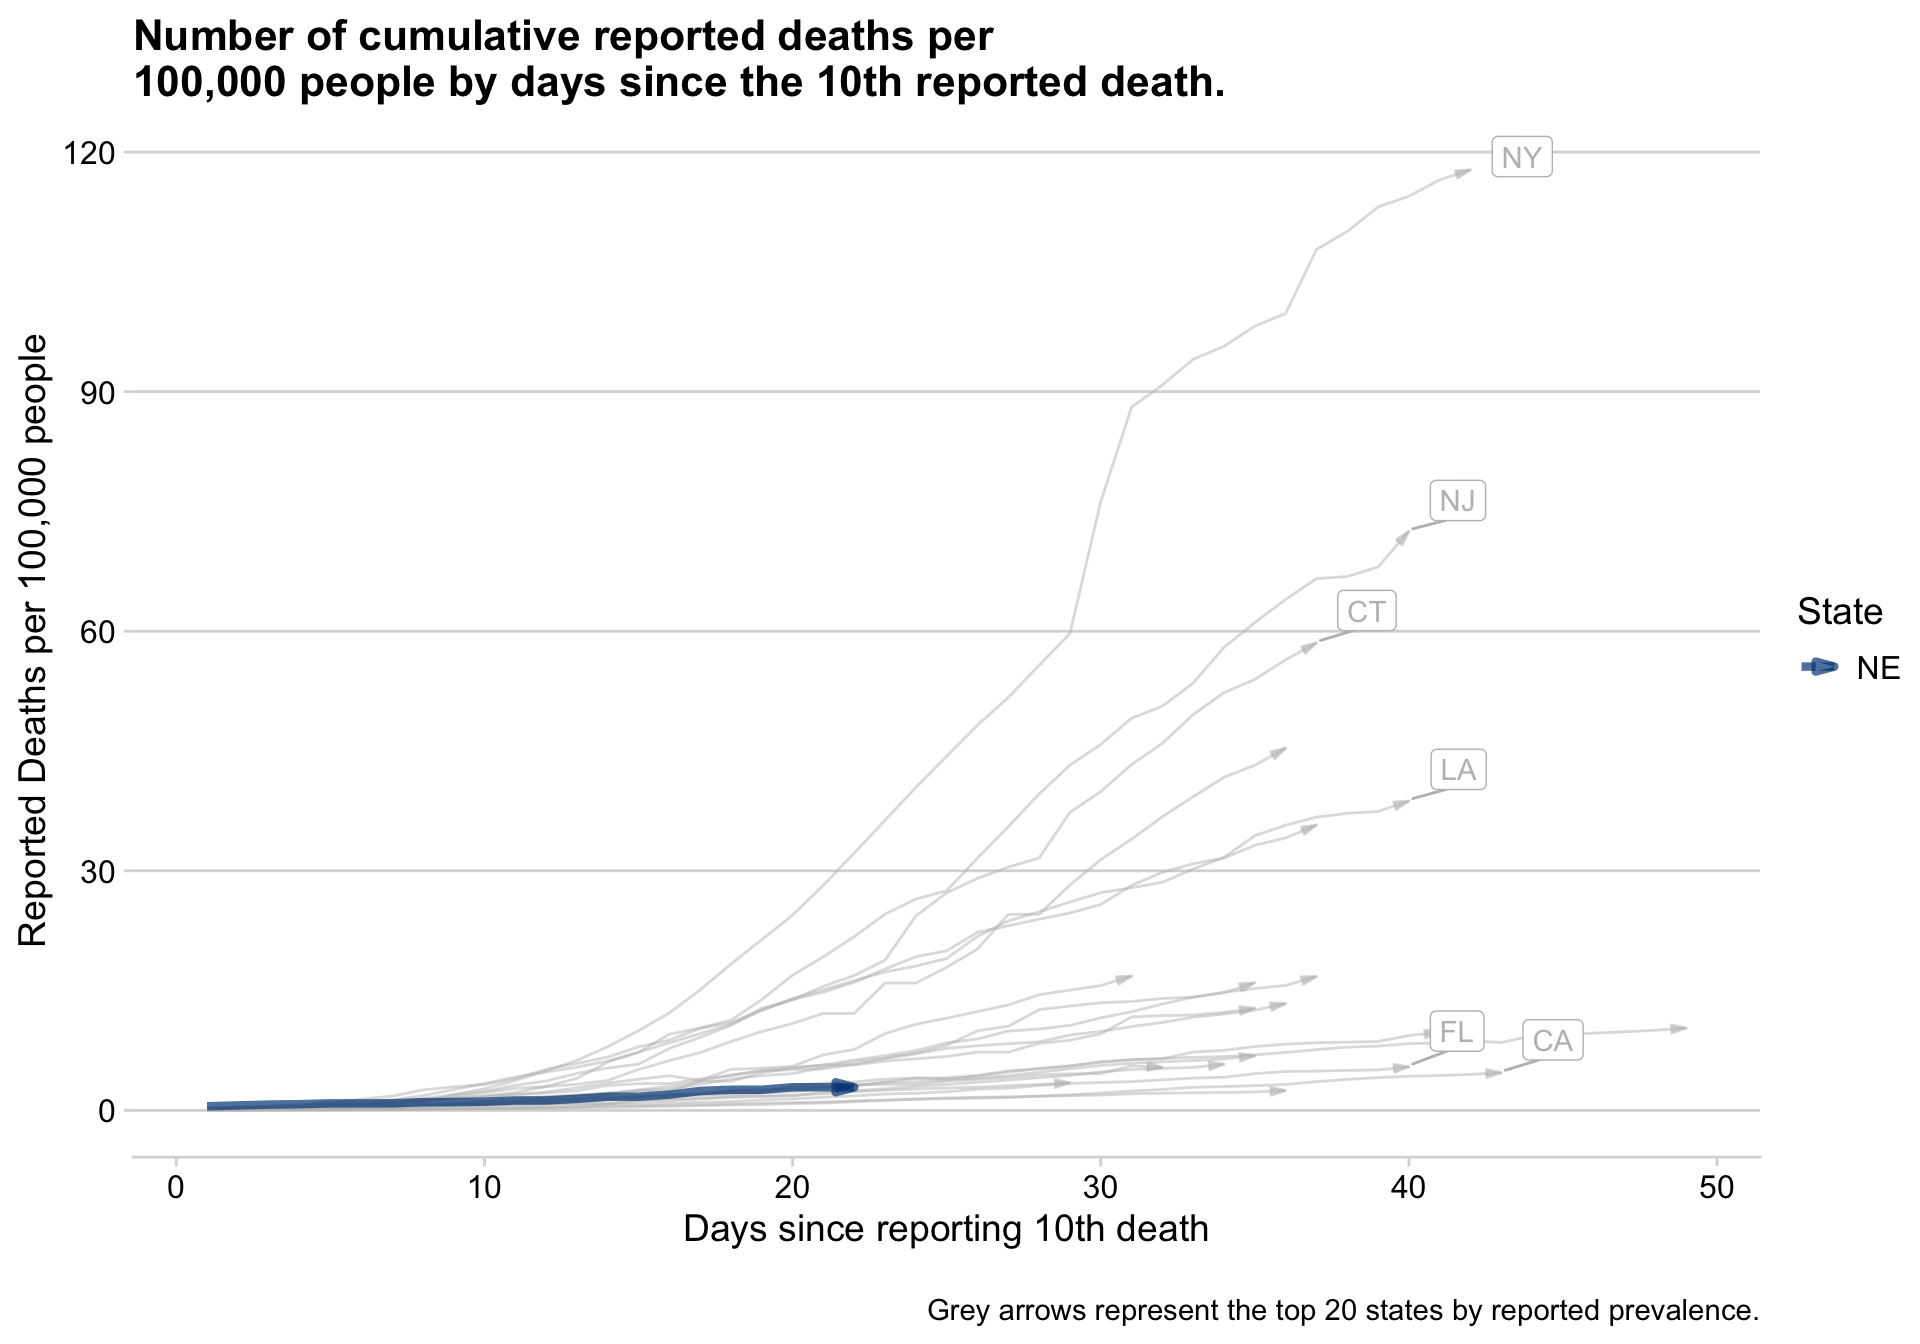 Number of cumulative reported deaths per
100,000 people by days since the 10th reported death.
Reported Deaths per 100,000 people
120
90
60
30
0
NY
NJ
CT
LA
FL
CA
State
NE
0 10 20 30 40 50
Days since reporting 10th death
Grey arrows represent the top 20 states by reported prevalence.